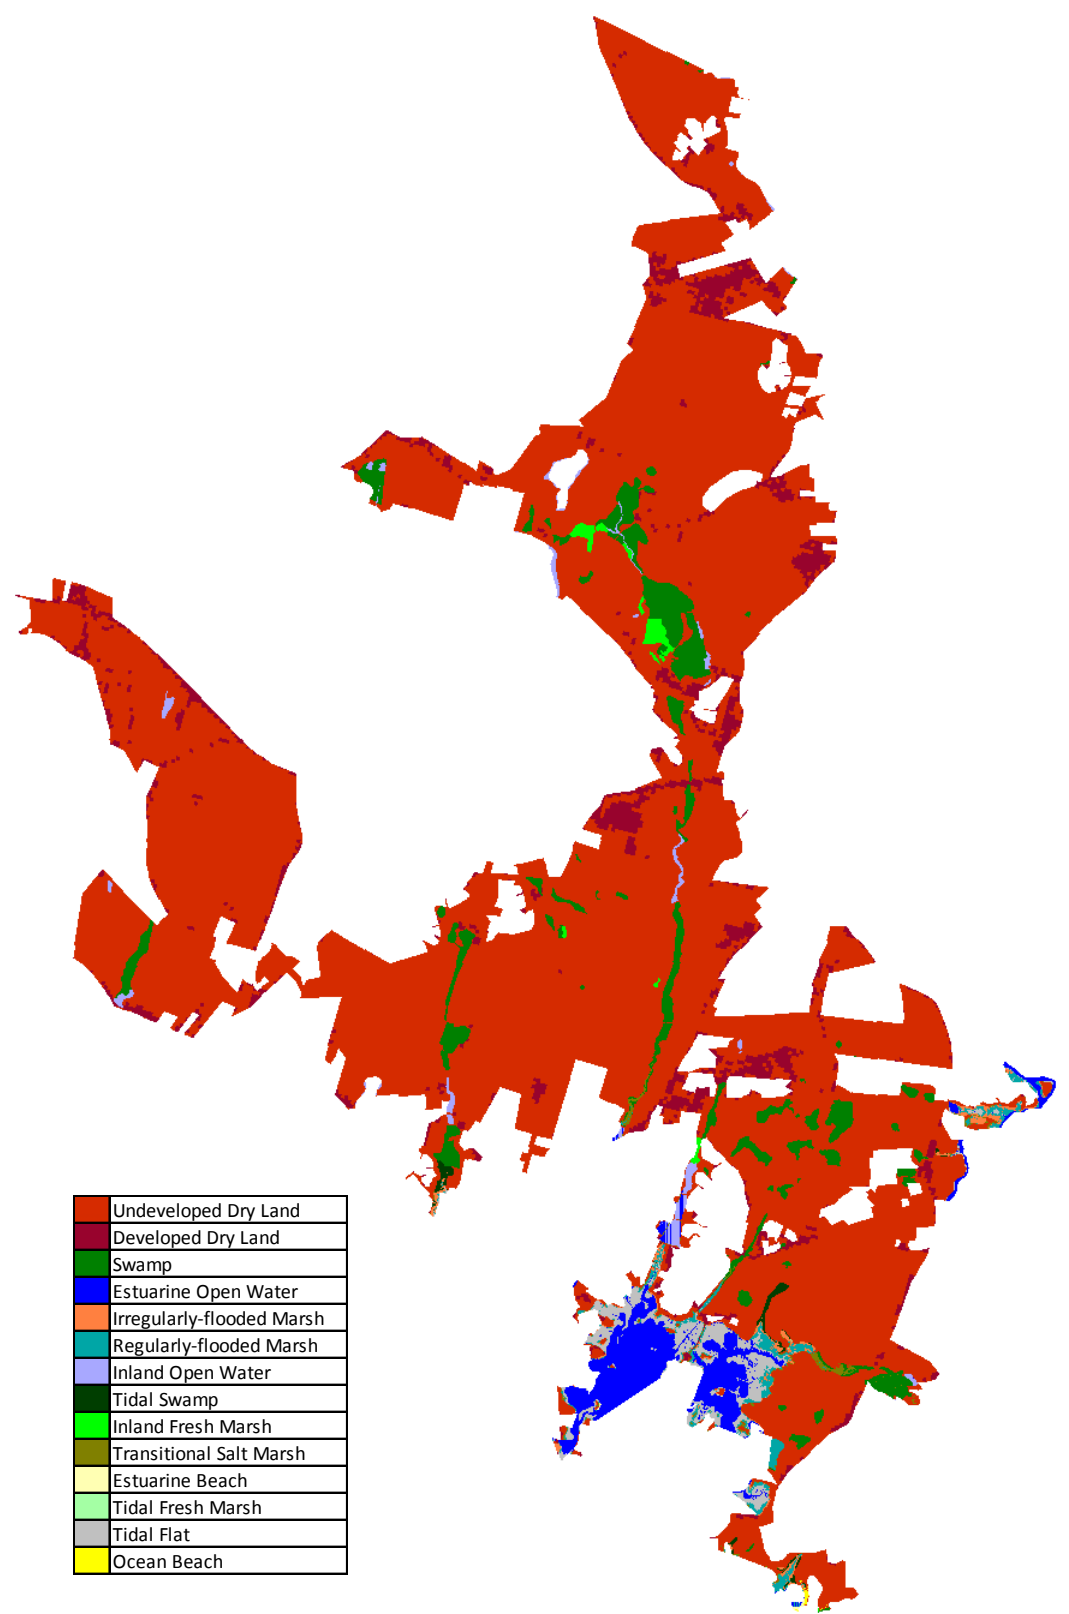 Undeveloped Dry Land
Developed Dry Land
Swamp
Estuarine Open Water
Irregularly-flooded Marsh
Regularly-flooded Marsh
Inland Open Water
Tidal Swamp
Inland Fresh Marsh
Transitional Salt Marsh
Estuarine Beach
Tidal Fresh Marsh
Tidal Flat
Ocean Beach